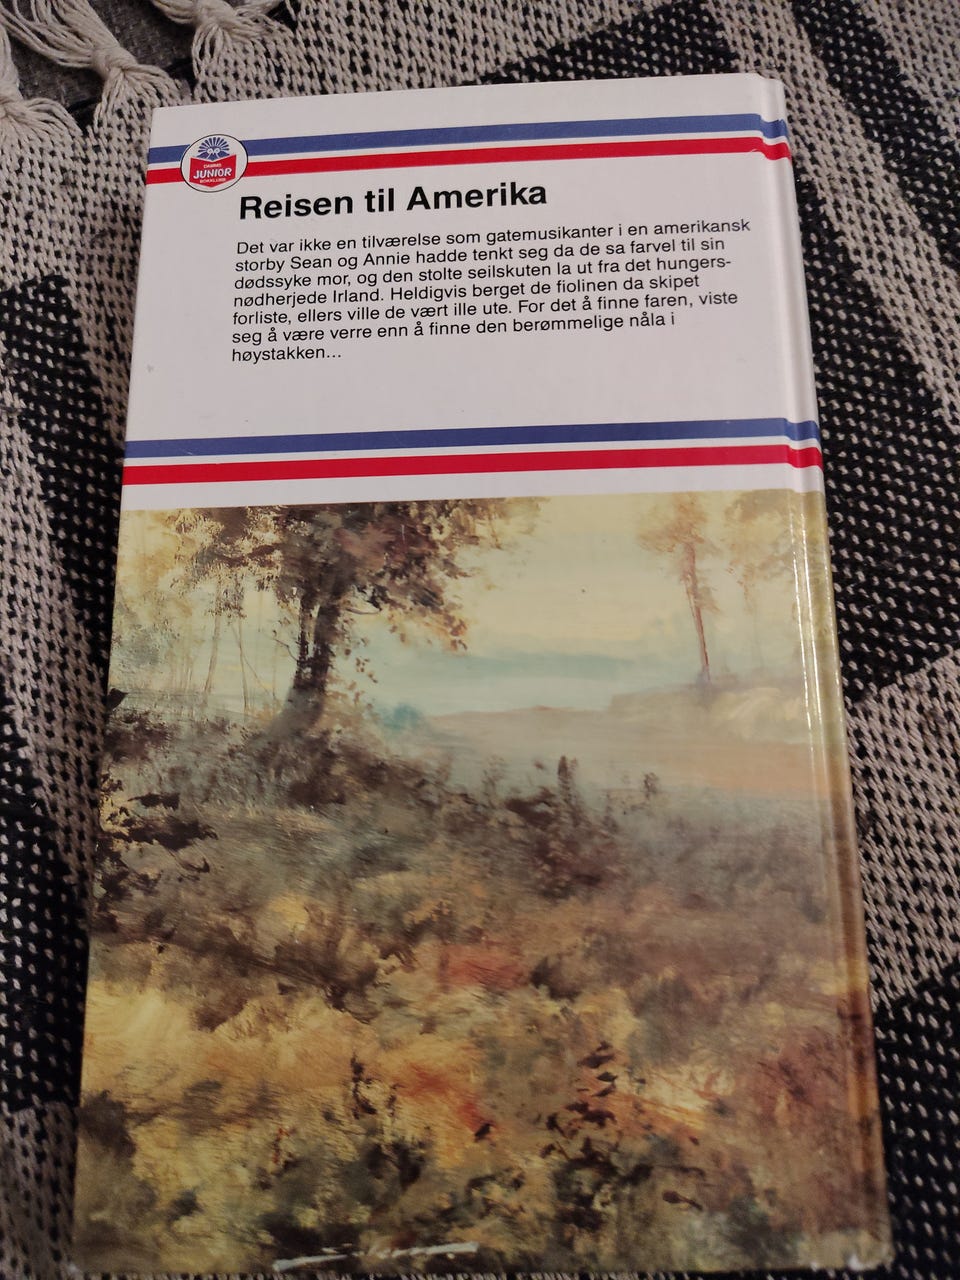 DAMMS
JUNIOR
BOKKLUBB
Reisen til Amerika
Det var ikke en tilværelse som gatemusikanter i en amerikansk
storby Sean og Annie hadde tenkt seg da de sa farvel til sin
dødssyke mor, og den stolte seilskuten la ut fra det hungers-
nødherjede Irland. Heldigvis berget de fiolinen da skipet
forliste, ellers ville de vært ille ute. For det å finne faren, viste
seg å være verre enn å finne den berømmelige nåla i
høystakken...